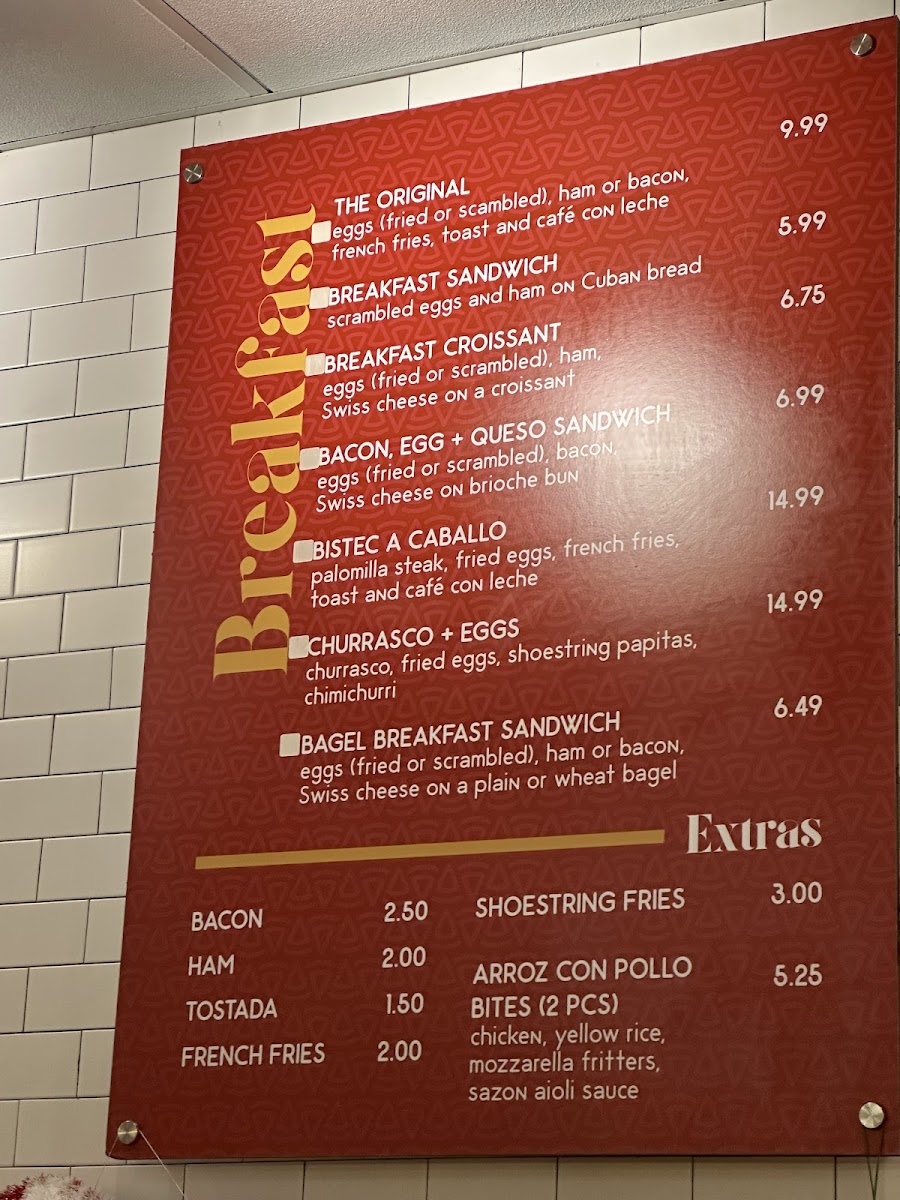 Breakfast
THE ORIGINAL 9.99
eggs (fried or scambled), ham or bacon,
french fries, toast and café con leche
BREAKFAST SANDWICH 5.99
scrambled eggs and ham on Cuban bread
BREAKFAST CROISSANT 6.75
eggs (fried or scrambled), ham,
Swiss cheese on a croissant
BACON, EGG + QUESO SANDWICH 6.99
eggs (fried or scrambled), bacon,
Swiss cheese on brioche bun
BISTEC A CABALLO 14.99
palomilla steak, fried eggs, french fries,
toast and café con leche
CHURRASCO + EGGS 14.99
churrasco, fried eggs, shoestring papitas,
chimichurri
BAGEL BREAKFAST SANDWICH 6.49
eggs (fried or scrambled), ham or bacon,
Swiss cheese on a plain or wheat bagel
Extras
BACON 2.50
HAM 2.00
TOSTADA 1.50
FRENCH FRIES 2.00
SHOESTRING FRIES 3.00
ARROZ CON POLLO 5.25
BITES (2 PCS)
chicken, yellow rice,
mozzarella fritters,
sazon aioli sauce